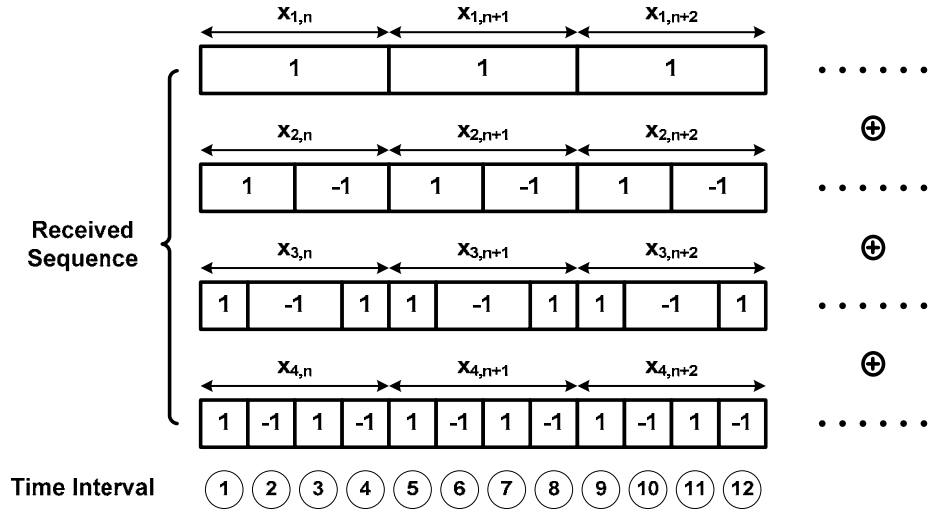 x1,n x1,n+1 x1,n+2
1 1 1 ......
⊕
x2,n x2,n+1 x2,n+2
1 -1 1 -1 1 -1 ......
Received
Sequence
⊕
x3,n x3,n+1 x3,n+2
1 -1 1 1 -1 1 1 -1 1 ......
⊕
x4,n x4,n+1 x4,n+2
1 -1 1 -1 1 -1 1 -1 1 -1 1 -1 ......
Time Interval 1 2 3 4 5 6 7 8 9 10 11 12